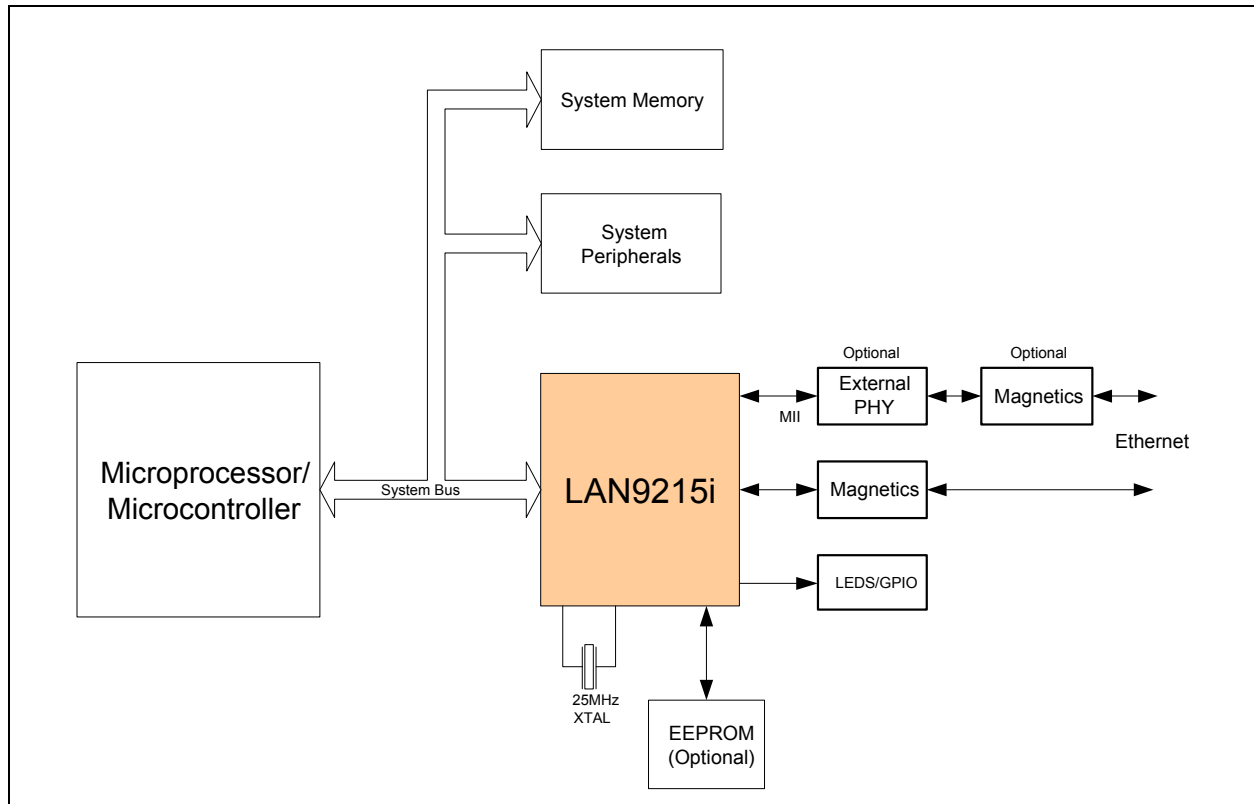 System Memory
System
Peripherals
Optional
Optional
External
PHY
Magnetics
MII
Ethernet
Microprocessor/
Microcontroller
System Bus
LAN9215i
Magnetics
LEDS/GPIO
25MHz
XTAL
EEPROM
(Optional)